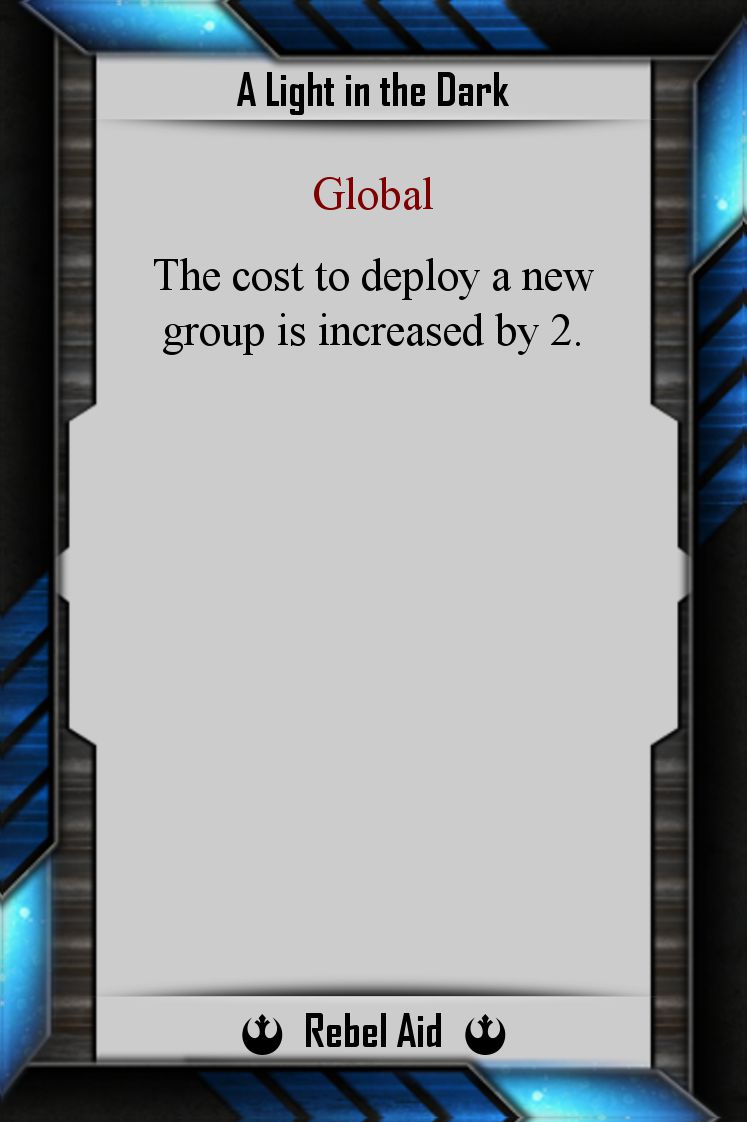 A Light in the Dark
Global
The cost to deploy a new
group is increased by 2.
Rebel Aid